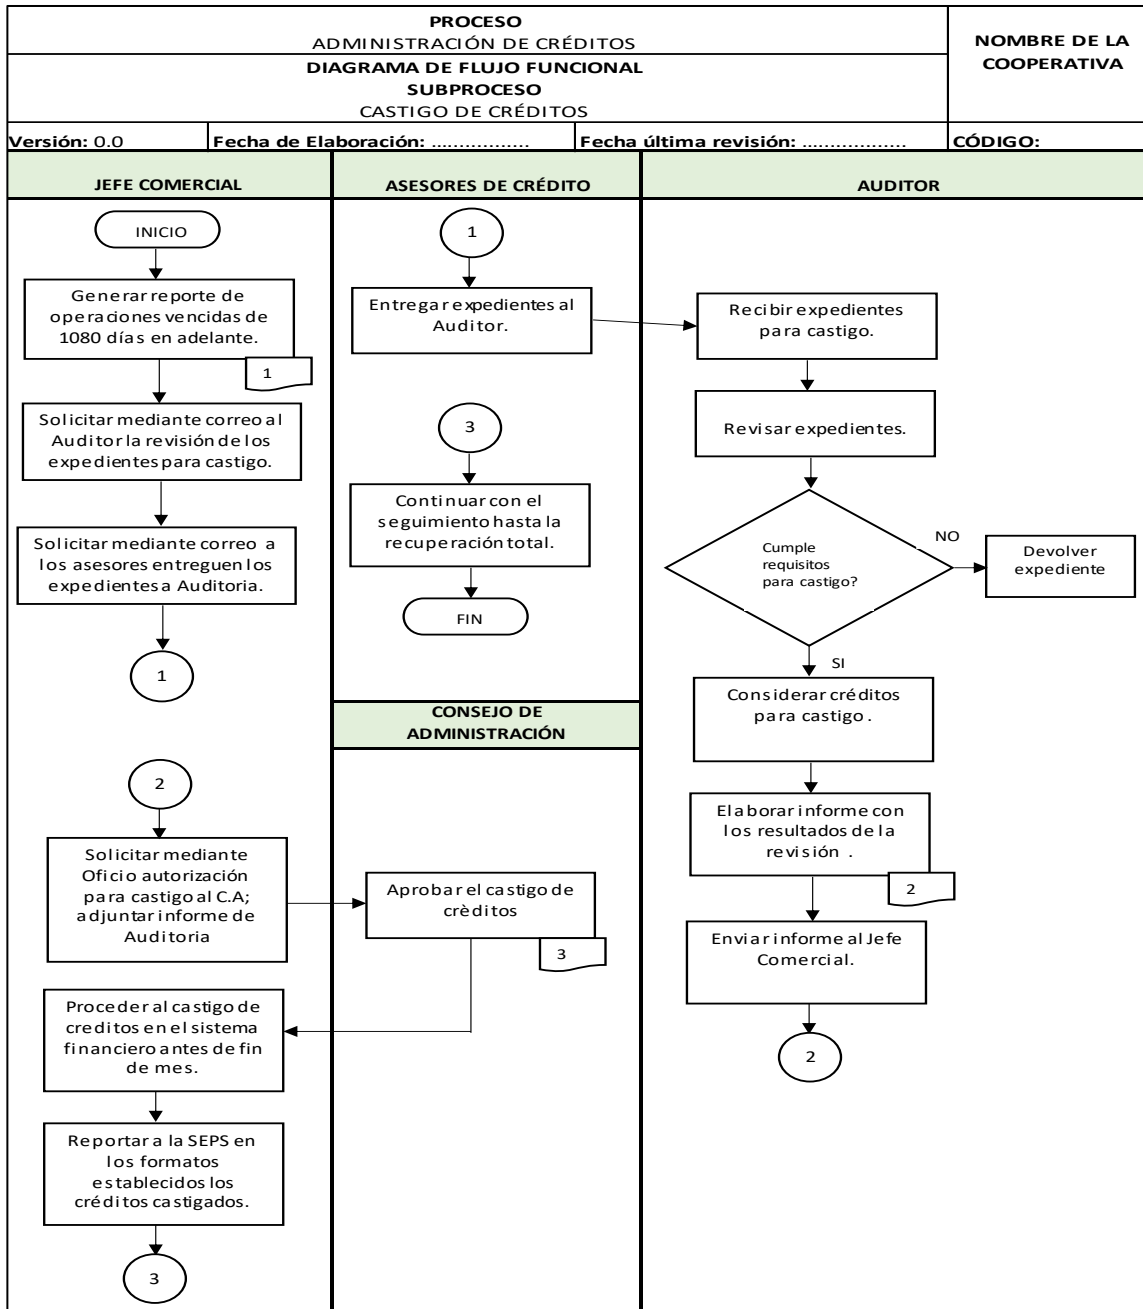 PROCESO
ADMINISTRACIÓN DE CRÉDITOS
NOMBRE DE LA
COOPERATIVA
DIAGRAMA DE FLUJO FUNCIONAL
SUBPROCESO
CASTIGO DE CRÉDITOS
Versión: 0.0
Fecha de Elaboración: ................
Fecha última revisión: .................
CÓDIGO:
JEFE COMERCIAL
INICIO
Generar reporte de
operaciones vencidas de
1080 días en adelante.
1
Solicitar mediante correo al
Auditor la revisión de los
expedientes para castigo.
Solicitar mediante correo a
los asesores entreguen los
expedientes a Auditoria.
1
2
Solicitar mediante
Oficio autorización
para castigo al C.A;
adjuntar informe de
Auditoria
Proceder al castigo de
creditos en el sistema
financiero antes de fin
de mes.
Reportar a la SEPS en
los formatos
establecidos los
créditos castigados.
3
ASESORES DE CRÉDITO
1
Entregar expedientes al
Auditor.
3
Continuar con el
seguimiento hasta la
recuperación total.
FIN
CONSEJO DE
ADMINISTRACIÓN
Aprobar el castigo de
crèditos
3
AUDITOR
Recibir expedientes
para castigo.
Revisar expedientes.
Cumple
requisitos
para castigo?
NO
Devolver
expediente
SI
Considerar créditos
para castigo .
Elaborar informe con
los resultados de la
revisión .
2
Enviar informe al Jefe
Comercial.
2